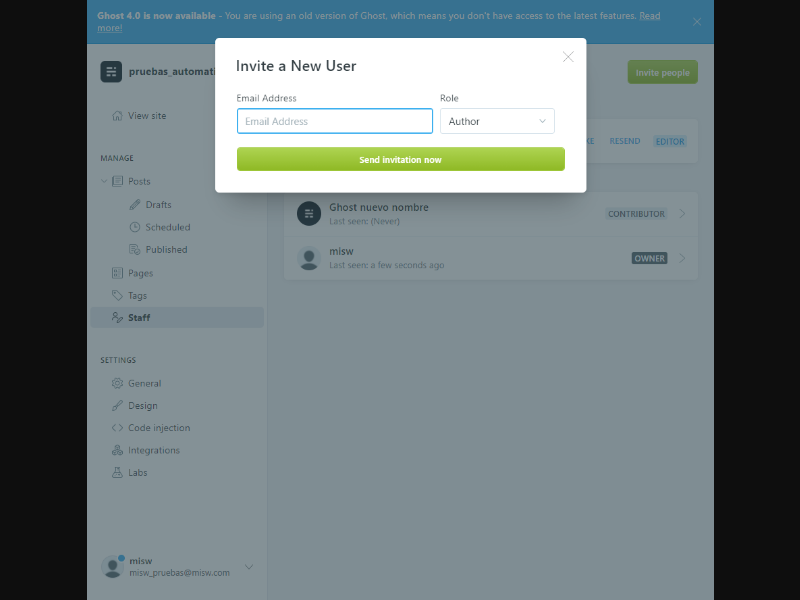 Ghost 4.0 is now available - You are using an old version of Ghost, which means you don't have access to the latest features. Read
more!
pruebas_automati
Invite people
Invite a New User
Email Address
Role
Email Address
Author
Send invitation now
RESEND
EDITOR
View site
MANAGE
Posts
Drafts
Scheduled
Published
Pages
Tags
Staff
Ghost nuevo nombre
Last seen: (Never)
CONTRIBUTOR
misw
Last seen: a few seconds ago
OWNER
SETTINGS
General
Design
Code injection
Integrations
Labs
misw
misw_pruebas@misw.com